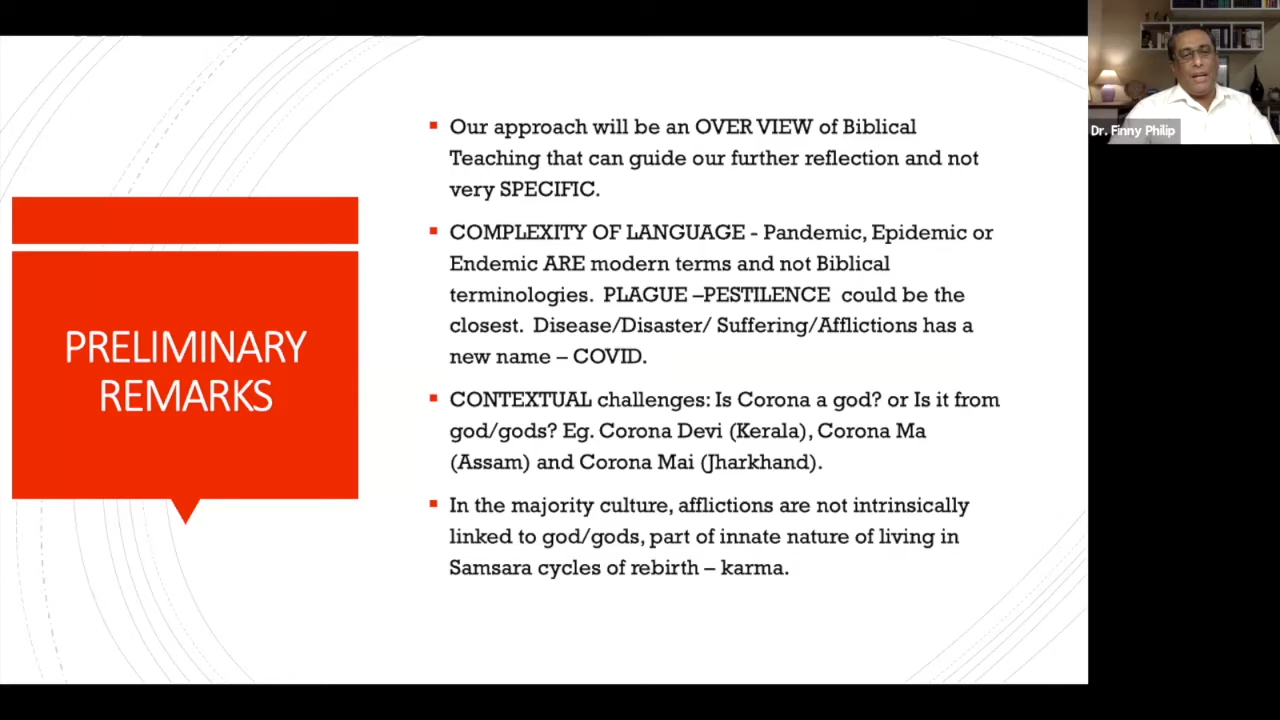 PRELIMINARY
REMARKS
Our approach will be an OVER VIEW of Biblical
Teaching that can guide our further reflection and not
very SPECIFIC.
COMPLEXITY OF LANGUAGE - Pandemic, Epidemic or
Endemic ARE modern terms and not Biblical
terminologies. PLAGUE –PESTILENCE could be the
closest. Disease/Disaster/ Suffering/Afflictions has a
new name – COVID.
CONTEXTUAL challenges: Is Corona a god? or Is it from
god/gods? Eg. Corona Devi (Kerala), Corona Ma
(Assam) and Corona Mai (Jharkhand).
In the majority culture, afflictions are not intrinsically
linked to god/gods, part of innate nature of living in
Samsara cycles of rebirth – karma.
Dr. Finny Philip